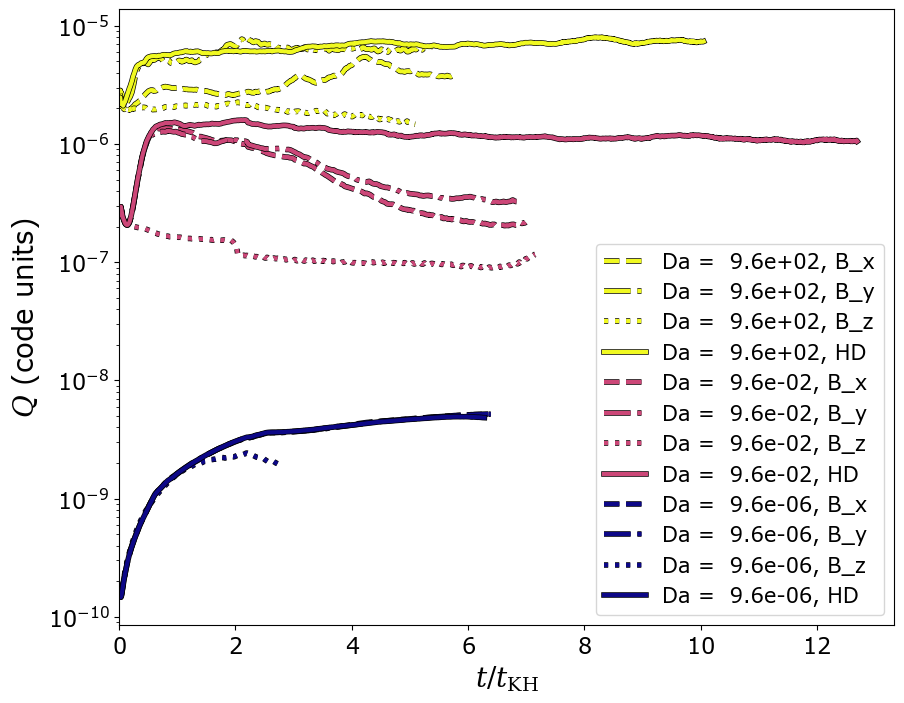 10⁻⁵
10⁻⁶
10⁻⁷
10⁻⁸
10⁻⁹
10⁻¹⁰
Q (code units)
Da =  9.6e+02, B_x
Da =  9.6e+02, B_y
Da =  9.6e+02, B_z
Da =  9.6e+02, HD
Da =  9.6e-02, B_x
Da =  9.6e-02, B_y
Da =  9.6e-02, B_z
Da =  9.6e-02, HD
Da =  9.6e-06, B_x
Da =  9.6e-06, B_y
Da =  9.6e-06, B_z
Da =  9.6e-06, HD
0 2 4 6 8 10 12
t/t_KH